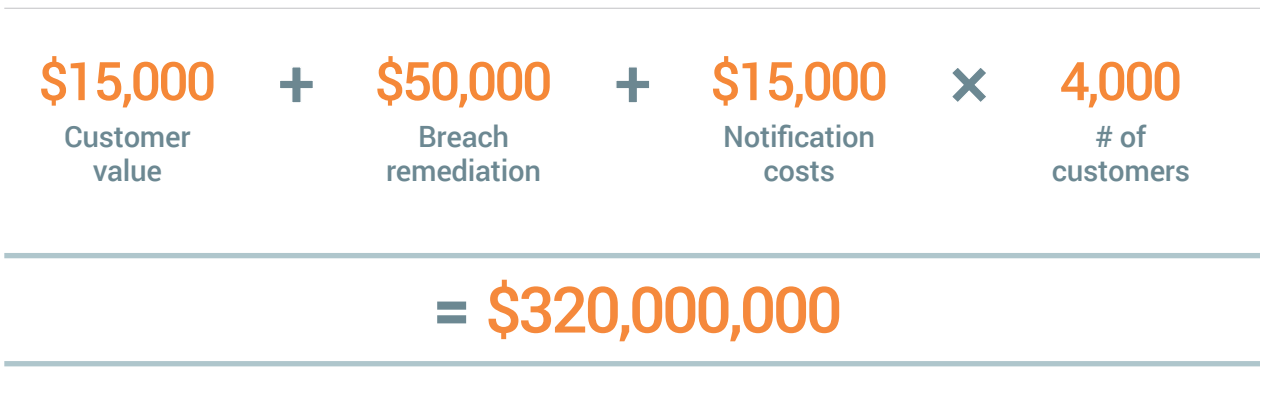 $15,000 + $50,000 + $15,000 × 4,000
Customer value
Breach remediation
Notification costs
# of customers
= $320,000,000